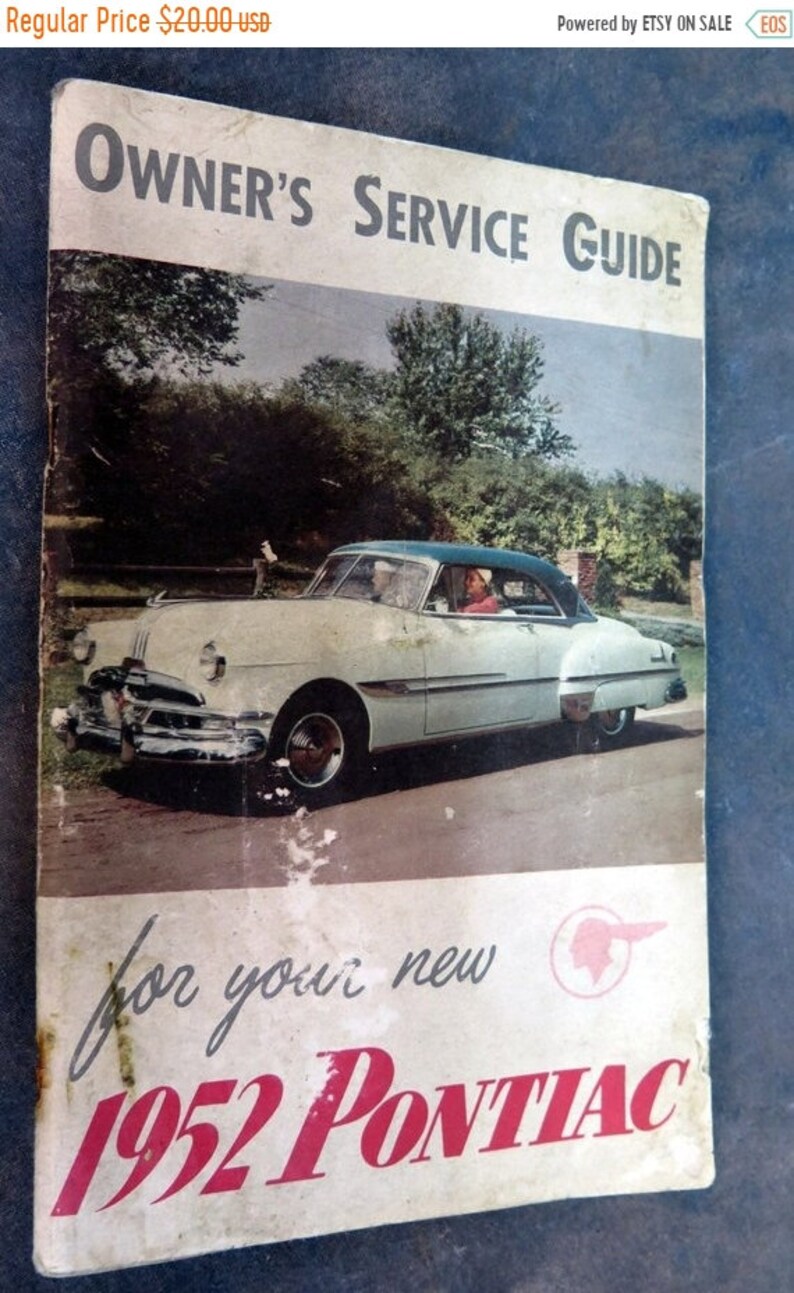 Regular Price $20.00 USD
Powered by ETSY ON SALE EOS
OWNER'S SERVICE GUIDE
for your new
1952 PONTIAC